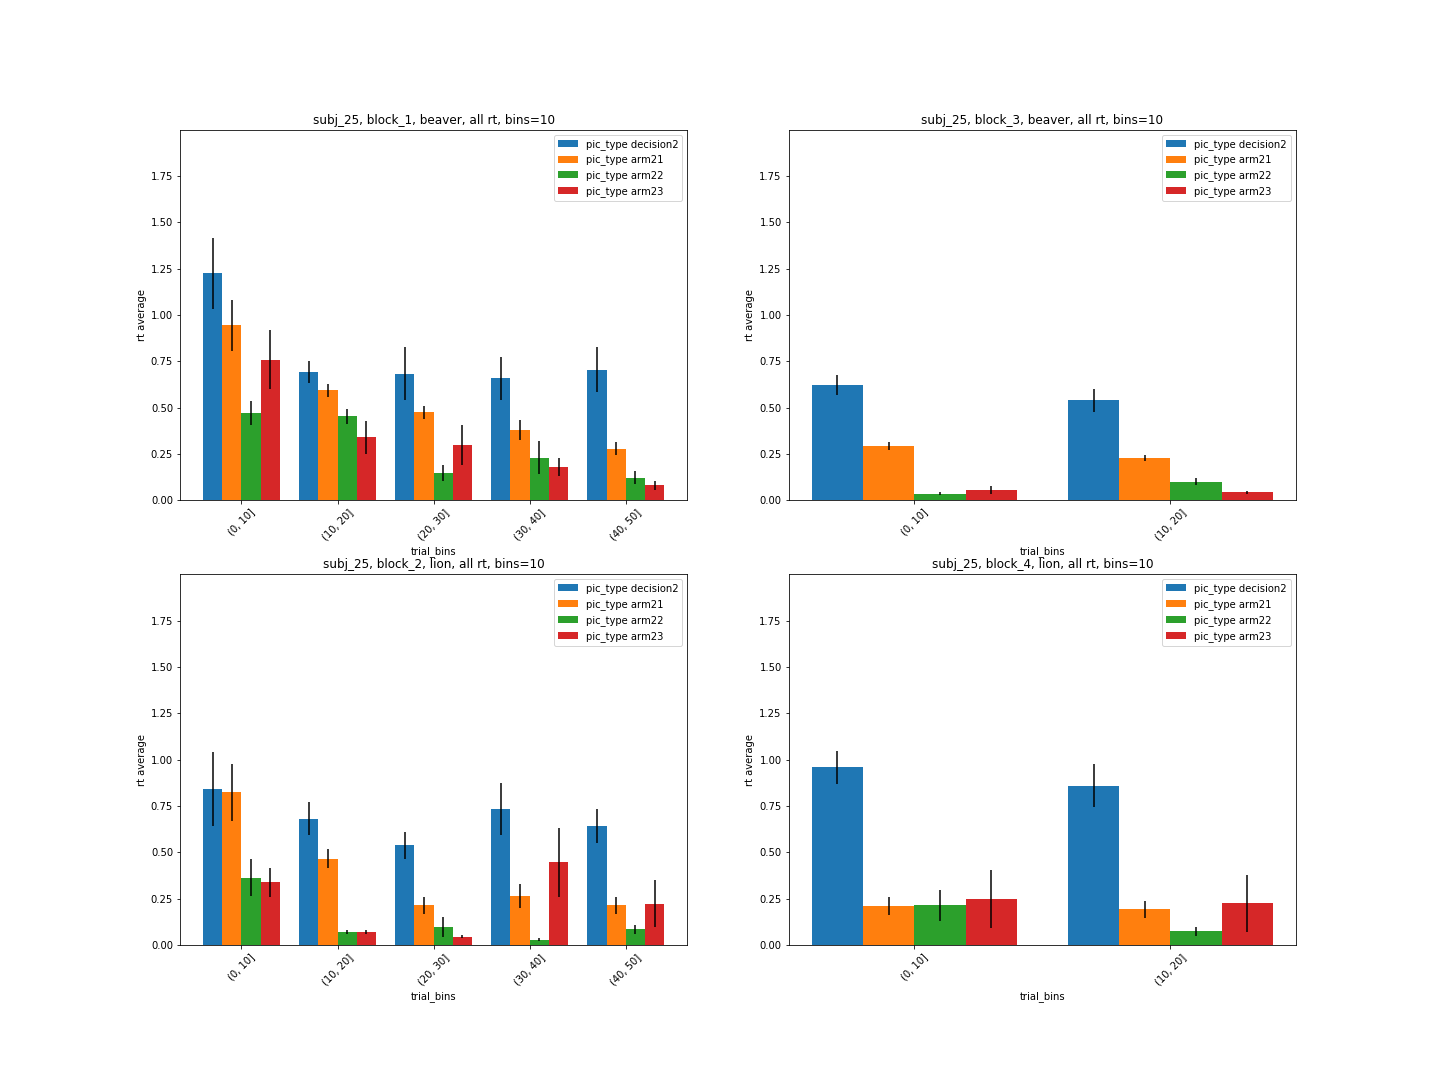 subj_25, block_1, beaver, all rt, bins=10
pic_type decision2
pic_type arm21
pic_type arm22
pic_type arm23
1.75
1.50
1.25
1.00
0.75
0.50
0.25
0.00
rt average
(0, 10]
(10, 20]
(20, 30]
(30, 40]
(40, 50]
trial_bins
subj_25, block_3, beaver, all rt, bins=10
pic_type decision2
pic_type arm21
pic_type arm22
pic_type arm23
1.75
1.50
1.25
1.00
0.75
0.50
0.25
0.00
rt average
(0, 10]
(10, 20]
trial_bins
subj_25, block_2, lion, all rt, bins=10
pic_type decision2
pic_type arm21
pic_type arm22
pic_type arm23
1.75
1.50
1.25
1.00
0.75
0.50
0.25
0.00
rt average
(0, 10]
(10, 20]
(20, 30]
(30, 40]
(40, 50]
trial_bins
subj_25, block_4, lion, all rt, bins=10
pic_type decision2
pic_type arm21
pic_type arm22
pic_type arm23
1.75
1.50
1.25
1.00
0.75
0.50
0.25
0.00
rt average
(0, 10]
(10, 20]
trial_bins